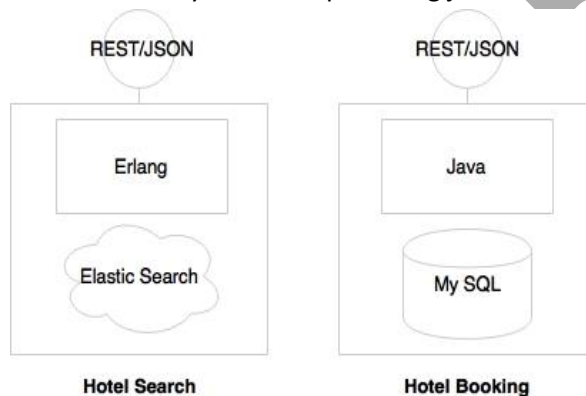 REST/JSON REST/JSON
Erlang Java
Elastic Search My SQL
Hotel Search Hotel Booking